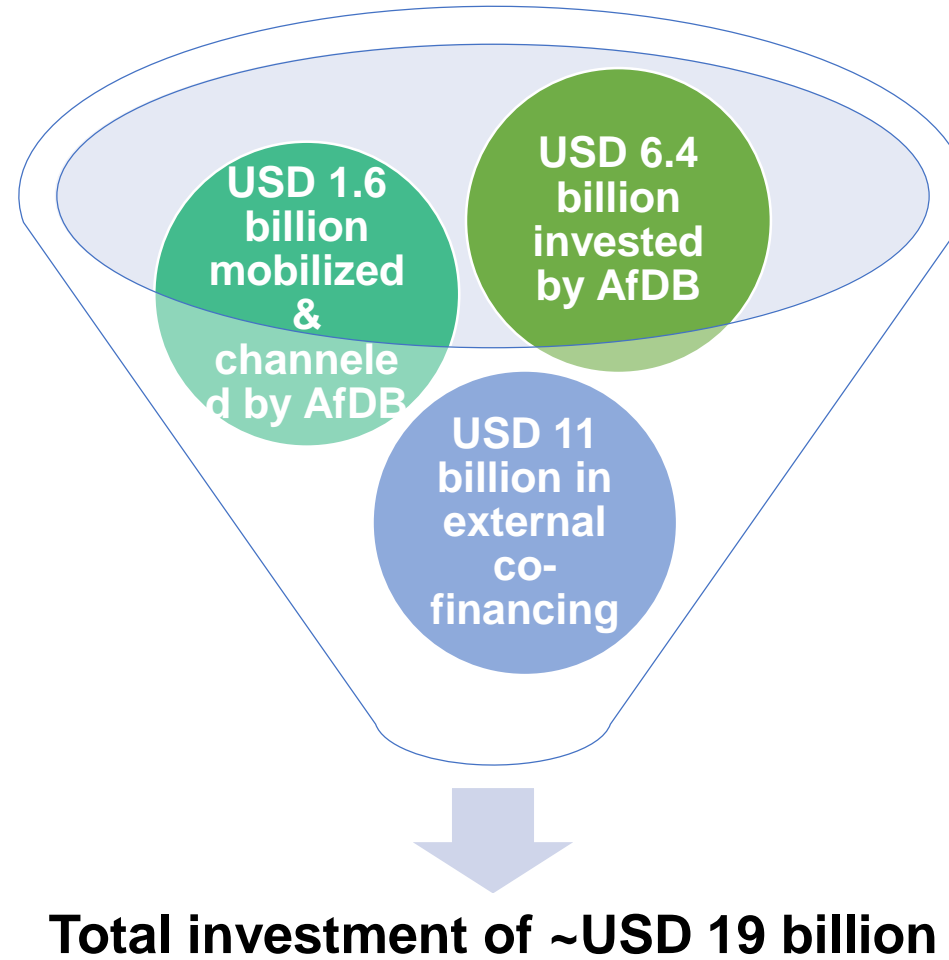 USD 1.6
billion
mobilized
&
channele
d by AfDB
USD 6.4
billion
invested
by AfDB
USD 11
billion in
external
co-
financing
Total investment of ~USD 19 billion